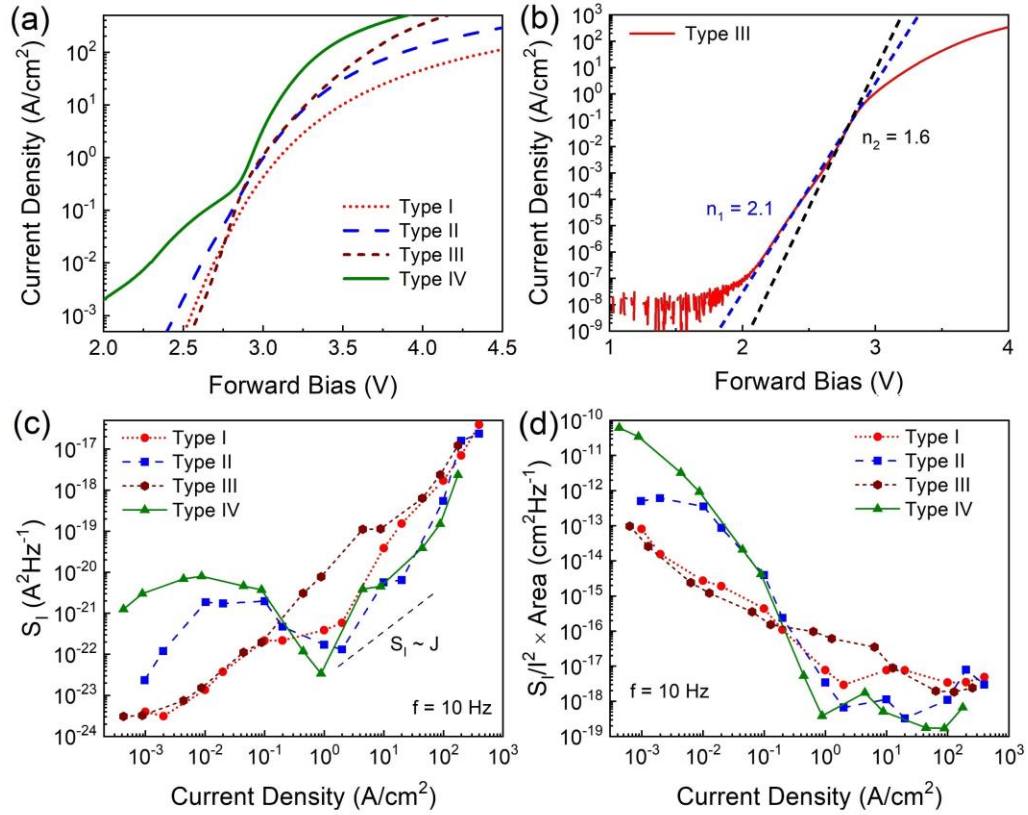 (a)
Current Density (A/cm²)
10²
10¹
10⁰
10⁻¹
10⁻²
10⁻³
Type I
Type II
Type III
Type IV
2.0 2.5 3.0 3.5 4.0 4.5
Forward Bias (V)
(b)
Current Density (A/cm²)
10³
10²
10¹
10⁰
10⁻¹
10⁻²
10⁻³
10⁻⁴
10⁻⁵
10⁻⁶
10⁻⁷
10⁻⁸
10⁻⁹
Type III
n₂ = 1.6
n₁ = 2.1
1 2 3 4
Forward Bias (V)
(c)
S_I (A²Hz⁻¹)
10⁻¹⁷
10⁻¹⁸
10⁻¹⁹
10⁻²⁰
10⁻²¹
10⁻²²
10⁻²³
10⁻²⁴
Type I
Type II
Type III
Type IV
S_I ~ J
f = 10 Hz
10⁻³ 10⁻² 10⁻¹ 10⁰ 10¹ 10² 10³
Current Density (A/cm²)
(d)
S_I/I² × Area (cm²Hz⁻¹)
10⁻¹⁰
10⁻¹¹
10⁻¹²
10⁻¹³
10⁻¹⁴
10⁻¹⁵
10⁻¹⁶
10⁻¹⁷
10⁻¹⁸
10⁻¹⁹
Type I
Type II
Type III
Type IV
f = 10 Hz
10⁻³ 10⁻² 10⁻¹ 10⁰ 10¹ 10² 10³
Current Density (A/cm²)